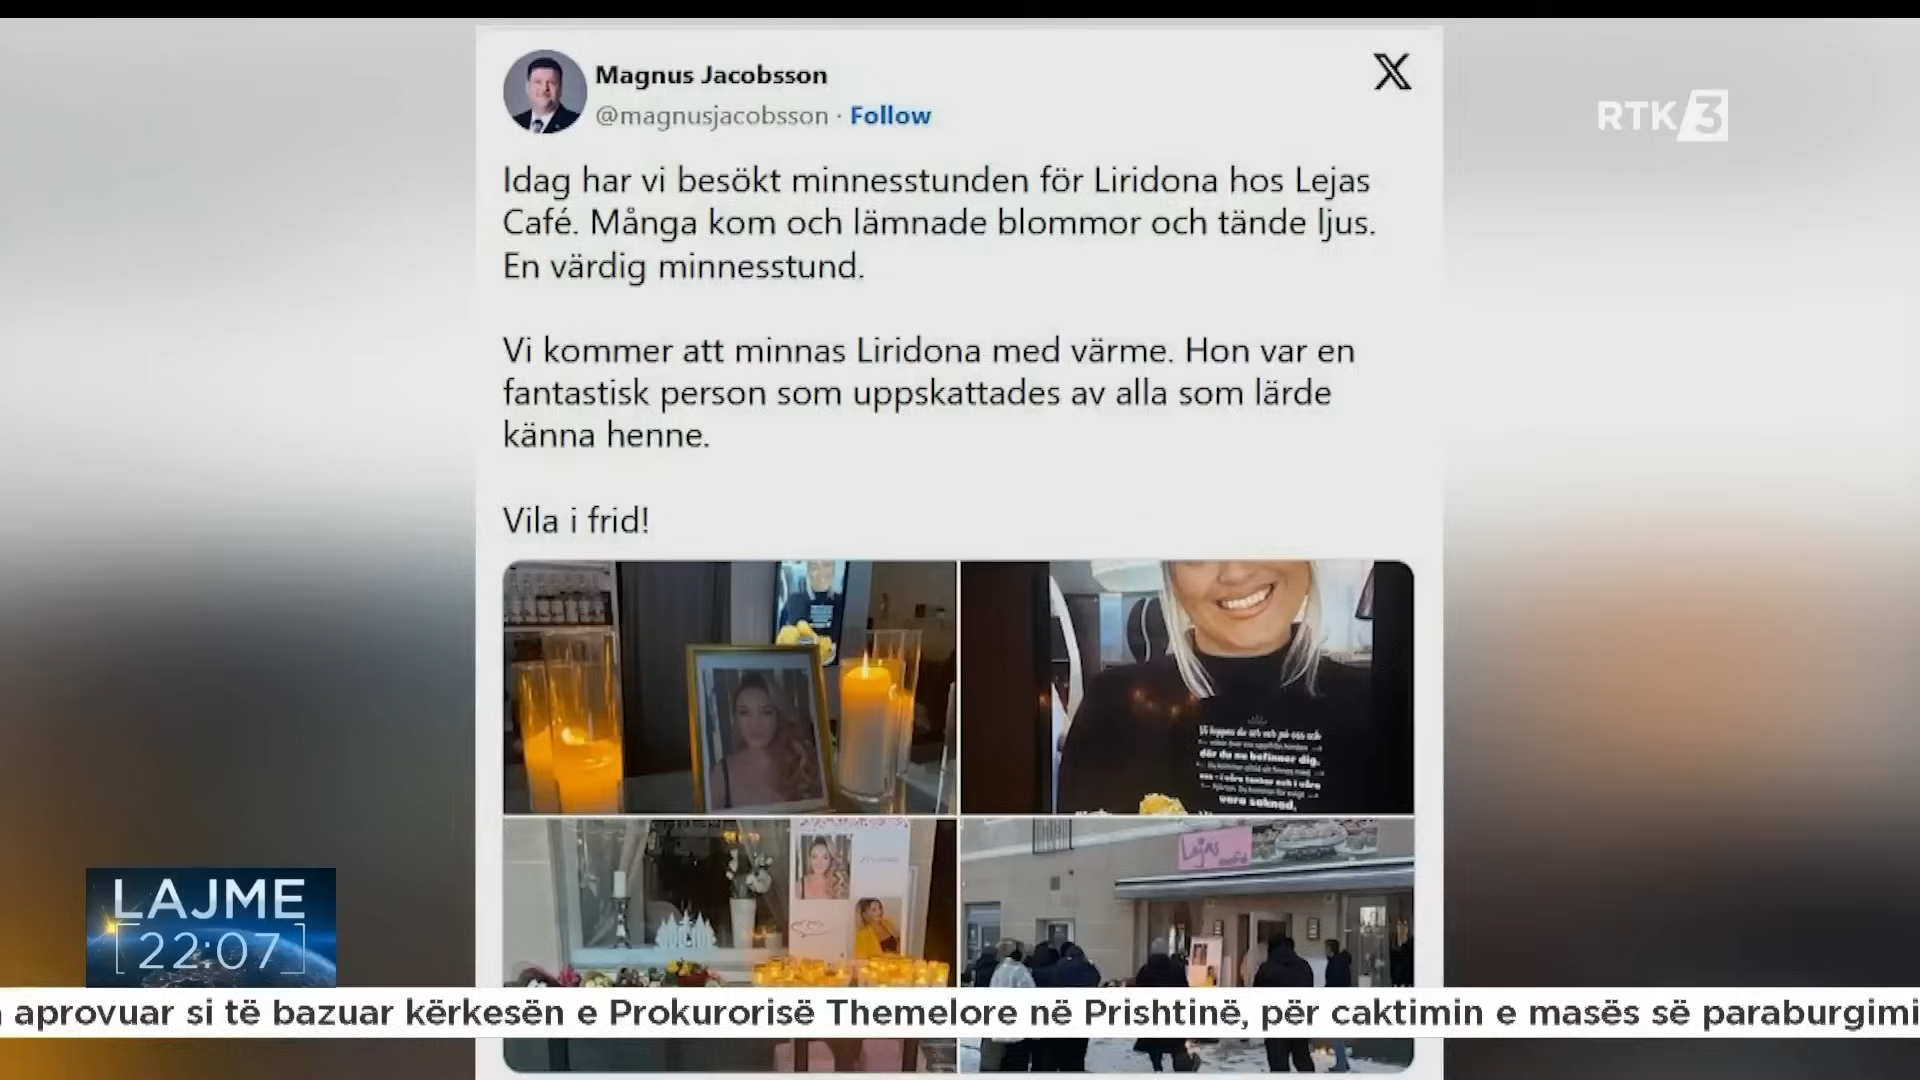 Magnus Jacobsson
@magnusjacobsson · Follow
X
RTK 3
Idag har vi besökt minnesstunden för Liridona hos Lejas
Café. Många kom och lämnade blommor och tände ljus.
En värdig minnesstund.
Vi kommer att minnas Liridona med värme. Hon var en
fantastisk person som uppskattades av alla som lärde
känna henne.
Vila i frid!
där du nu befinner dig.
vara saknad.
Lejas
café
LAJME
22:07
aprovuar si të bazuar kërkesën e Prokurorisë Themelore në Prishtinë, për caktimin e masës së paraburgimi